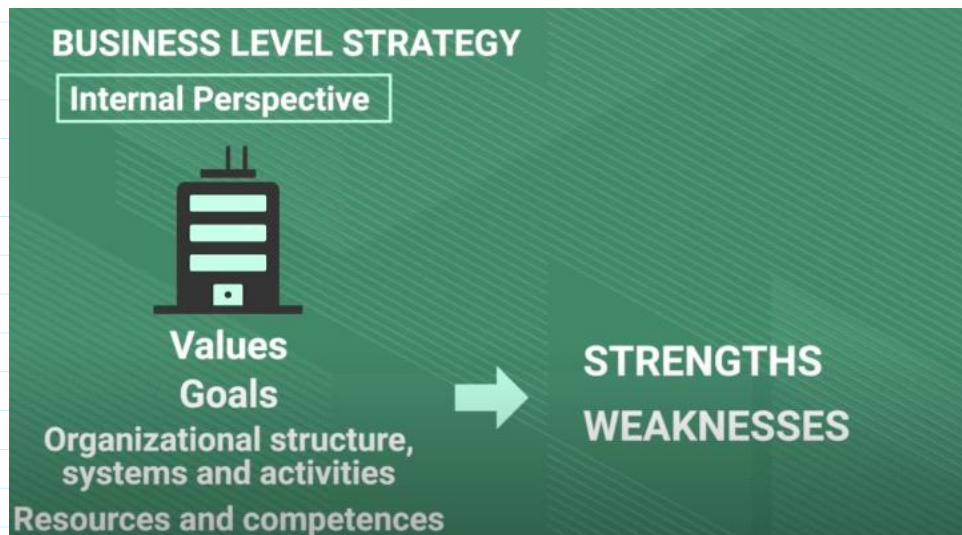 BUSINESS LEVEL STRATEGY
Internal Perspective
Values
Goals
Organizational structure,
systems and activities
Resources and competences
STRENGTHS
WEAKNESSES